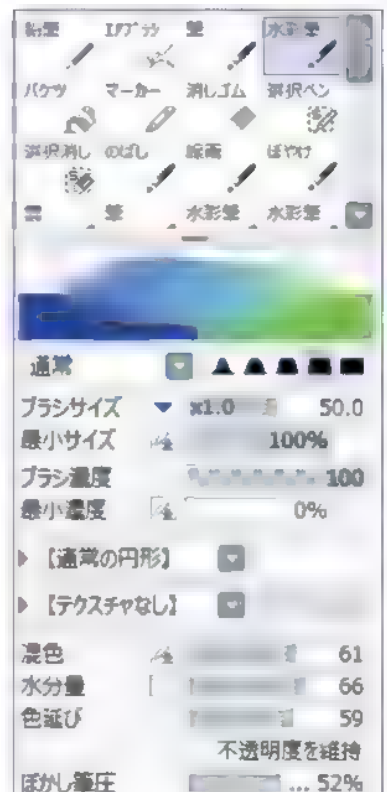 鉛筆 エアブラシ 筆 水彩筆
バケツ マーカー 消しゴム 選択ペン
選択消し のばし 線画 ぼやけ
筆 水彩筆 水彩筆
通常
ブラシサイズ x1.0 50.0
最小サイズ 100%
ブラシ濃度 100
最小濃度 0%
【通常の円形】
【テクスチャなし】
混色 61
水分量 66
色延び 59
不透明度を維持
ぼかし筆圧 ... 52%